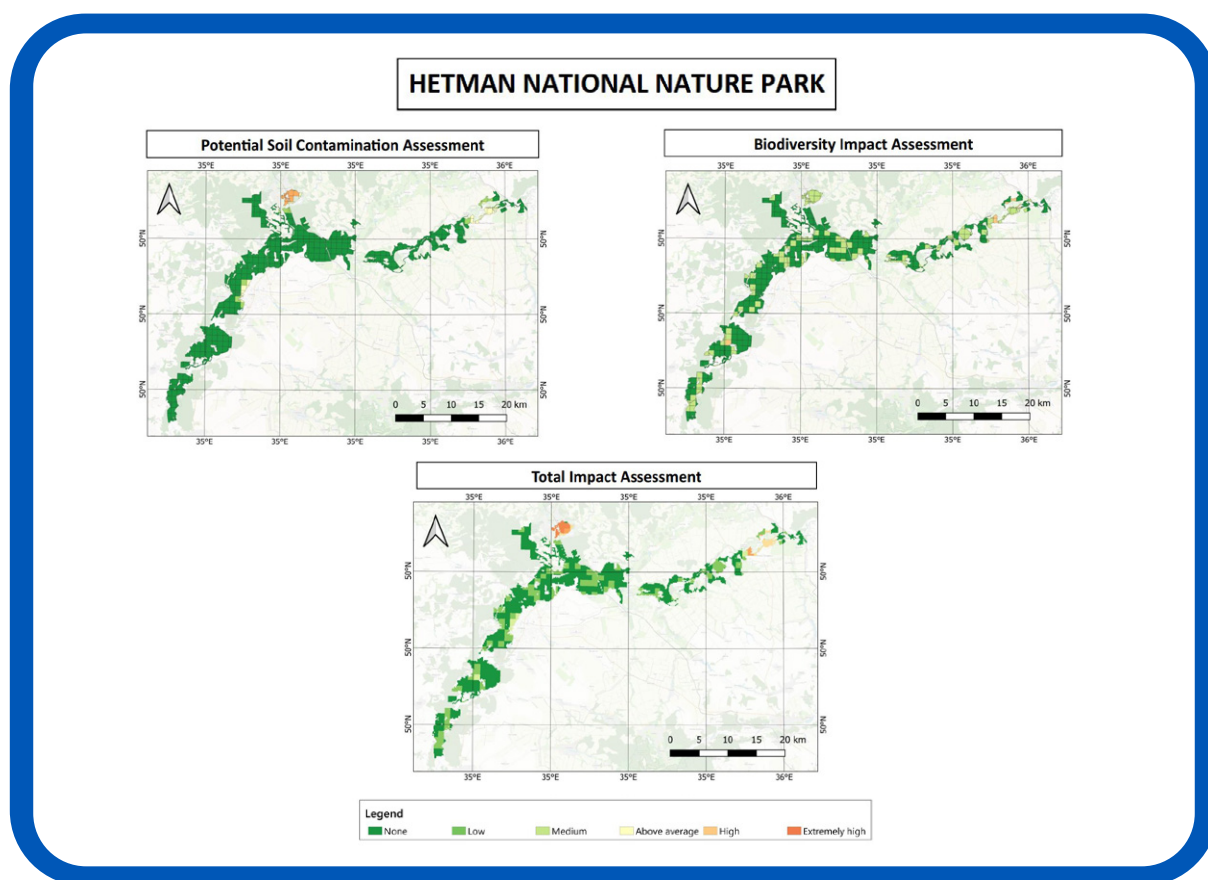 HETMAN NATIONAL NATURE PARK
Potential Soil Contamination Assessment
35°E 35°E 35°E 35°E 36°E
50°N 50°N
50°N 50°N
50°N 50°N
0 5 10 15 20 km
35°E 35°E 35°E 35°E 36°E
Biodiversity Impact Assessment
35°E 35°E 35°E 35°E 36°E
50°N 50°N
50°N 50°N
50°N 50°N
0 5 10 15 20 km
35°E 35°E 35°E 35°E 36°E
Total Impact Assessment
35°E 35°E 35°E 35°E 36°E
50°N 50°N
50°N 50°N
50°N 50°N
0 5 10 15 20 km
35°E 35°E 35°E 35°E 36°E
Legend
None Low Medium Above average High Extremely high